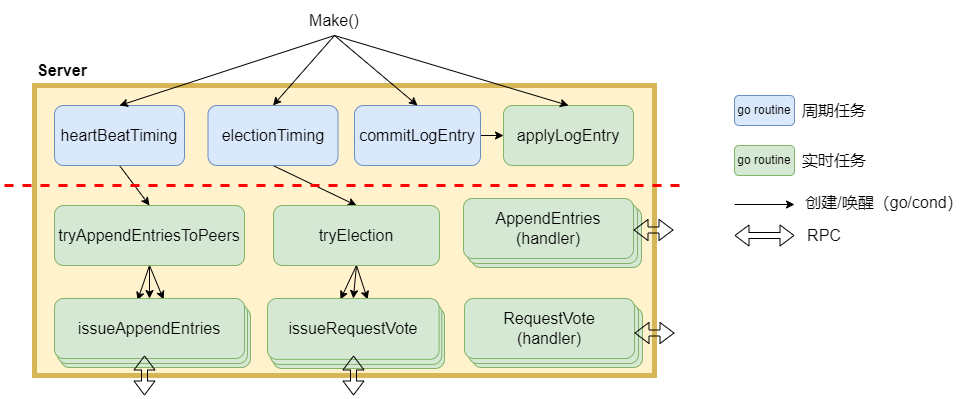 Make()
Server
heartBeatTiming
electionTiming
commitLogEntry
applyLogEntry
tryAppendEntriesToPeers
tryElection
AppendEntries
(handler)
issueAppendEntries
issueRequestVote
RequestVote
(handler)
go routine 周期任务
go routine 实时任务
创建/唤醒（go/cond）
RPC